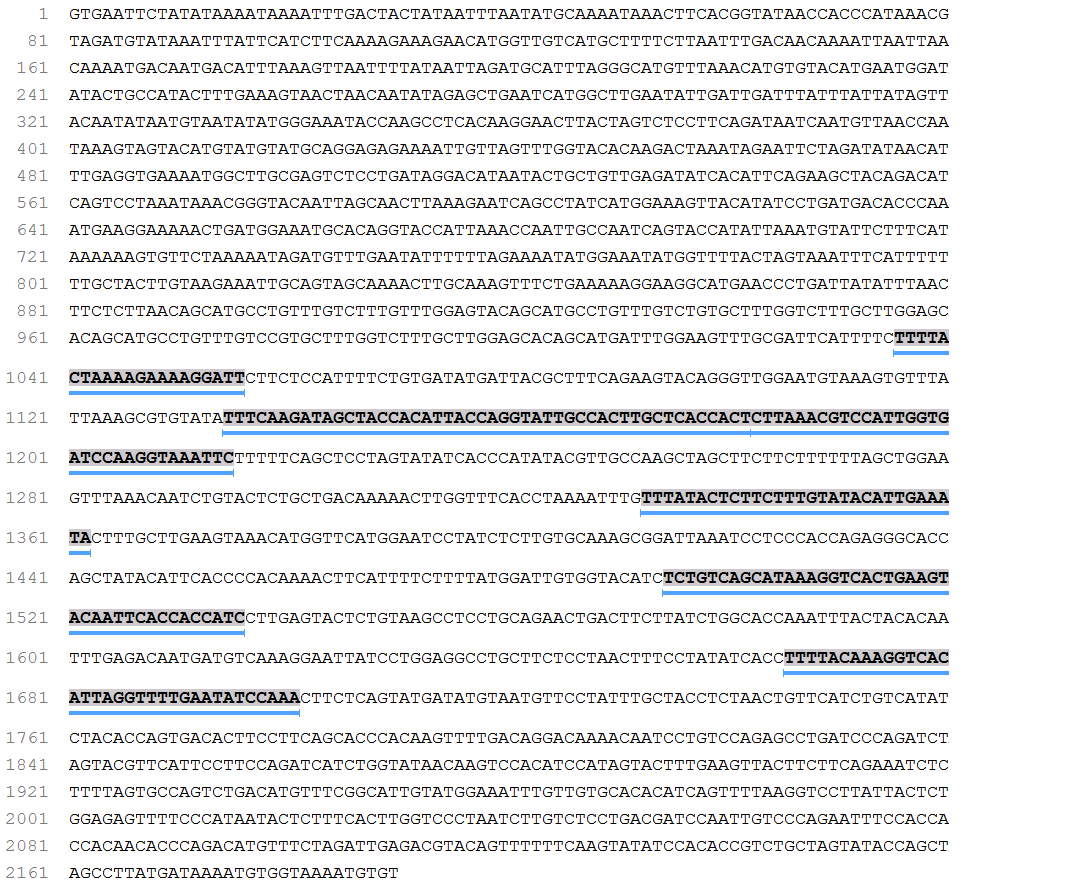 1 GTGAATTCTATATAAAATAAAATTTGACTACTATAATTTAATATGCAAAATAAACTTCACGGTATAACCACCCATAAACG
81 TAGATGTATAAATTTATTCATCTTCAAAAGAAAGAACATGGTTGTCATGCTTTTCTTAATTTGACAACAAAATTAATTAA
161 CAAAATGACAATGACATTTAAAGTTAATTTTATAATTAGATGCATTTAGGGCATGTTTAAACATGTGTACATGAATGGAT
241 ATACTGCCATACTTTGAAAGTAACTAACAATATAGAGCTGAATCATGGCTTGAATATTGATTGATTTATTTATTATAGTT
321 ACAATATAATGTAATATATGGGAAATACCAAGCCTCACAAGGAACTTACTAGTCTCCTTCAGATAATCAATGTTAACCAA
401 TAAAGTAGTACATGTATGTATGCAGGAGAGAAAATTGTTAGTTTGGTACACAAGACTAAATAGAATTCTAGATATAACAT
481 TTGAGGTGAAAATGGCTTGCGAGTCTCCTGATAGGACATAATACTGCTGTTGAGATATCACATTCAGAAGCTACAGACAT
561 CAGTCCTAAATAAACGGGTACAATTAGCAACTTAAAGAATCAGCCTATCATGGAAAGTTACATATCCTGATGACACCCAA
641 ATGAAGGAAAAACTGATGGAAATGCACAGGTACCATTAAACCAATTGCCAATCAGTACCATATTAAATGTATTCTTTCAT
721 AAAAAAGTGTTCTAAAAATAGATGTTTGAATATTTTTTAGAAAATATGGAAATATGGTTTTACTAGTAAATTTCATTTTT
801 TTGCTACTTGTAAGAAATTGCAGTAGCAAAACTTGCAAAGTTTCTGAAAAAGGAAGGCATGAACCCTGATTATATTTAAC
881 TTCTCTTAACAGCATGCCTGTTTGTCTTTGTTTGGAGTACAGCATGCCTGTTTGTCTGTGCTTTGGTCTTTGCTTGGAGC
961 ACAGCATGCCTGTTTGTCCGTGCTTTGGTCTTTGCTTGGAGCACAGCATGATTTGGAAGTTTGCGATTCATTTTCTTTTA
1041 CTAAAAGAAAAGGATTCTTCTCCATTTTCTGTGATATGATTACGCTTTCAGAAGTACAGGGTTGGAATGTAAAGTGTTTA
1121 TTAAAGCGTGTATATTTCAAGATAGCTACCACATTACCAGGTATTGCCACTTGCTCACCACTCTTAAACGTCCATTGGTG
1201 ATCCAAGGTAAATTCTTTTTCAGCTCCTAGTATATCACCCATATACGTTGCCAAGCTAGCTTCTTCTTTTTTAGCTGGAA
1281 GTTTAAACAATCTGTACTCTGCTGACAAAAACTTGGTTTCACCTAAAATTTGTTTATACTCTTCTTTGTATACATTGAAA
1361 TACTTTGCTTGAAGTAAACATGGTTCATGGAATCCTATCTCTTGTGCAAAGCGGATTAAATCCTCCCACCAGAGGGCACC
1441 AGCTATACATTCACCCCACAAAACTTCATTTTCTTTTATGGATTGTGGTACATCTCTGTCAGCATAAAGGTCACTGAAGT
1521 ACAATTCACCACCATCCTTGAGTACTCTGTAAGCCTCCTGCAGAACTGACTTCTTATCTGGCACCAAATTTACTACACAA
1601 TTTGAGACAATGATGTCAAAGGAATTATCCTGGAGGCCTGCTTCTCCTAACTTTCCTATATCACCTTTTACAAAGGTCAC
1681 ATTAGGTTTTGAATATCCAAACTTCTCAGTATGATATGTAATGTTCCTATTTGCTACCTCTAACTGTTCATCTGTCATAT
1761 CTACACCAGTGACACTTCCTTCAGCACCCACAAGTTTTGACAGGACAAAACAATCCTGTCCAGAGCCTGATCCCAGATCT
1841 AGTACGTTCATTCCTTCCAGATCATCTGGTATAACAAGTCCACATCCATAGTACTTTGAAGTTACTTCTTCAGAAATCTC
1921 TTTTAGTGCCAGTCTGACATGTTTCGGCATTGTATGGAAATTTGTTGTGCACACATCAGTTTTAAGGTCCTTATTACTCT
2001 GGAGAGTTTTCCCATAATACTCTTTCACTTGGTCCCTAATCTTGTCTCCTGACGATCCAATTGTCCCAGAATTTCCACCA
2081 CCACAACACCCAGACATGTTTCTAGATTGAGACGTACAGTTTTTTCAAGTATATCCACACCGTCTGCTAGTATACCAGCT
2161 AGCCTTATGATAAAATGTGGTAAAATGTGT